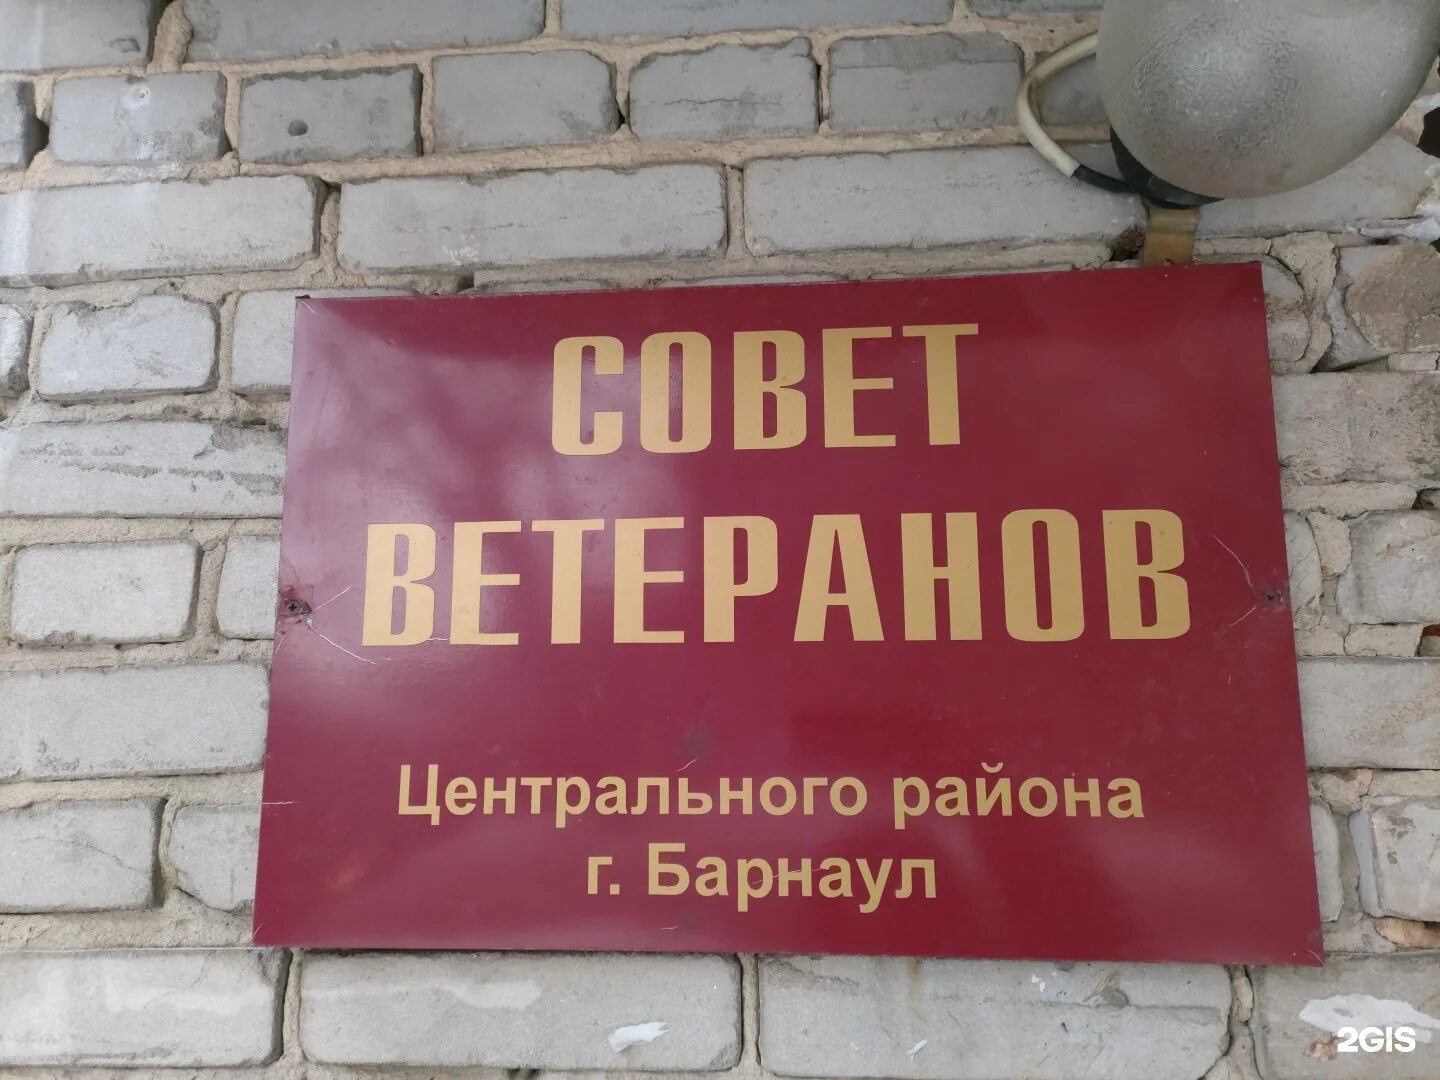 СОВЕТ
ВЕТЕРАНОВ
Центрального района
г. Барнаул
2GIS